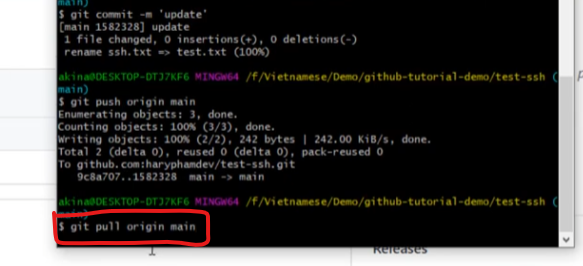 main)
$ git commit -m 'update'
[main 1582328] update
 1 file changed, 0 insertions(+), 0 deletions(-)
 rename ssh.txt => test.txt (100%)
akina@DESKTOP-DTJ7KF6 MINGW64 /f/Vietnamese/Demo/github-tutorial-demo/test-ssh (
main)
$ git push origin main
Enumerating objects: 3, done.
Counting objects: 100% (3/3), done.
Writing objects: 100% (2/2), 242 bytes | 242.00 KiB/s, done.
Total 2 (delta 0), reused 0 (delta 0), pack-reused 0
To github.com:haryphamdev/test-ssh.git
   9c8a707..1582328  main -> main
akina@DESKTOP-DTJ7KF6 MINGW64 /f/Vietnamese/Demo/github-tutorial-demo/test-ssh (
main)
$ git pull origin main
Releases